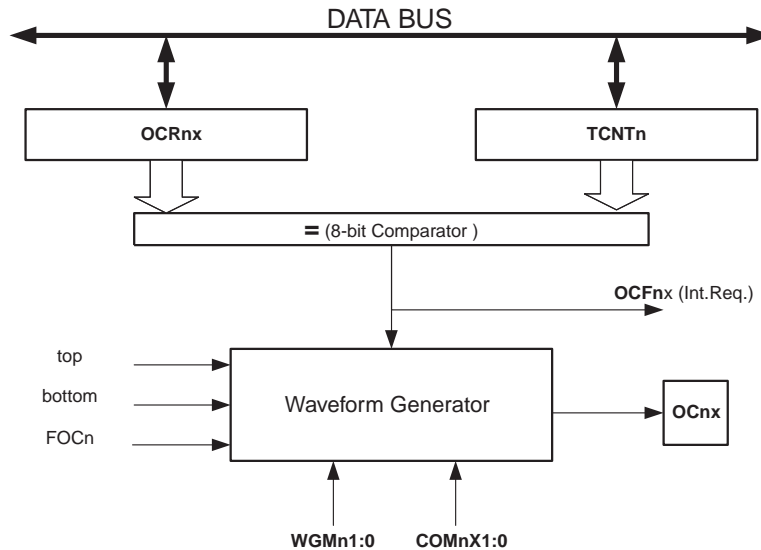 DATA BUS
OCRnx
TCNTn
= (8-bit Comparator )
OCFnx (Int.Req.)
top
bottom
FOCn
Waveform Generator
OCnx
WGMn1:0
COMnX1:0